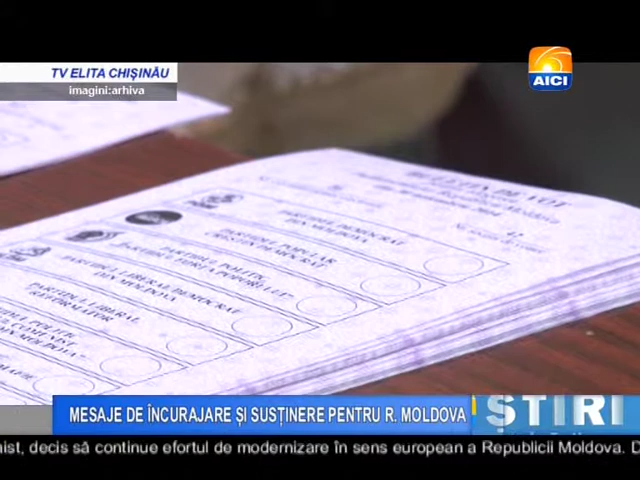 TV ELITA CHIȘINĂU
imagini:arhiva
AICI
BULETIN DE VOT
PARTIDUL DEMOCRAT
DIN MOLDOVA
PARTIDUL POPULAR
CREȘTIN DEMOCRAT
PARTIDUL POLITIC
"PARTIDUL FORȚA POPORULUI"
PARTIDUL LIBERAL DEMOCRAT
DIN MOLDOVA
PARTIDUL LIBERAL
REFORMATOR
MESAJE DE ÎNCURAJARE ȘI SUSȚINERE PENTRU R. MOLDOVA
ȘTIRI
nist, decis să continue efortul de modernizare în sens european a Republicii Moldova. D